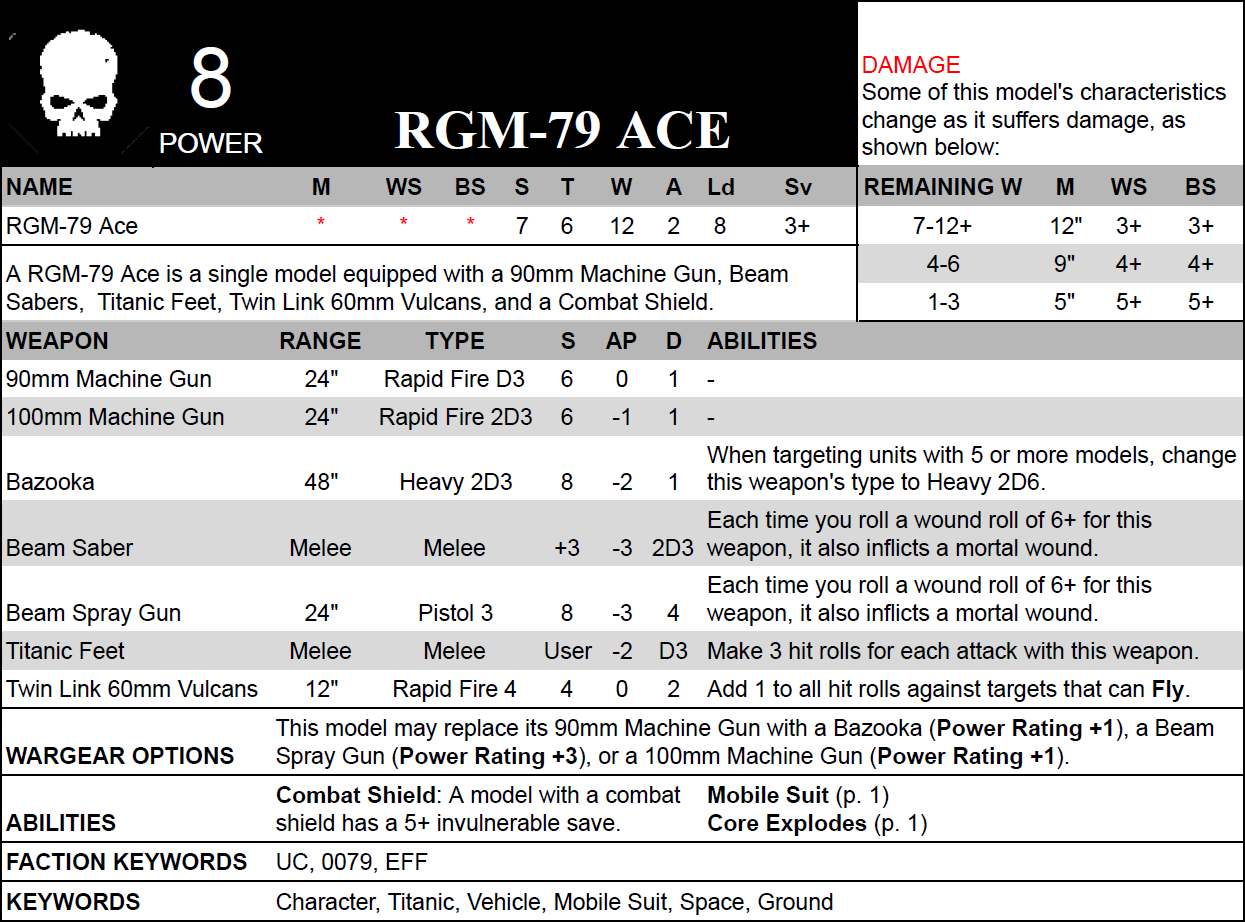 8
POWER
RGM-79 ACE
DAMAGE
Some of this model's characteristics
change as it suffers damage, as
shown below:
NAME M WS BS S T W A Ld Sv
RGM-79 Ace * * * 7 6 12 2 8 3+
REMAINING W M WS BS
7-12+ 12" 3+ 3+
4-6 9" 4+ 4+
1-3 5" 5+ 5+
A RGM-79 Ace is a single model equipped with a 90mm Machine Gun, Beam
Sabers, Titanic Feet, Twin Link 60mm Vulcans, and a Combat Shield.
WEAPON RANGE TYPE S AP D ABILITIES
90mm Machine Gun 24" Rapid Fire D3 6 0 1 -
100mm Machine Gun 24" Rapid Fire 2D3 6 -1 1 -
When targeting units with 5 or more models, change
Bazooka 48" Heavy 2D3 8 -2 1 this weapon's type to Heavy 2D6.
Each time you roll a wound roll of 6+ for this
Beam Saber Melee Melee +3 -3 2D3 weapon, it also inflicts a mortal wound.
Each time you roll a wound roll of 6+ for this
Beam Spray Gun 24" Pistol 3 8 -3 4 weapon, it also inflicts a mortal wound.
Titanic Feet Melee Melee User -2 D3 Make 3 hit rolls for each attack with this weapon.
Twin Link 60mm Vulcans 12" Rapid Fire 4 4 0 2 Add 1 to all hit rolls against targets that can Fly.
This model may replace its 90mm Machine Gun with a Bazooka (Power Rating +1), a Beam
WARGEAR OPTIONS Spray Gun (Power Rating +3), or a 100mm Machine Gun (Power Rating +1).
Combat Shield: A model with a combat Mobile Suit (p. 1)
ABILITIES shield has a 5+ invulnerable save. Core Explodes (p. 1)
FACTION KEYWORDS UC, 0079, EFF
KEYWORDS Character, Titanic, Vehicle, Mobile Suit, Space, Ground